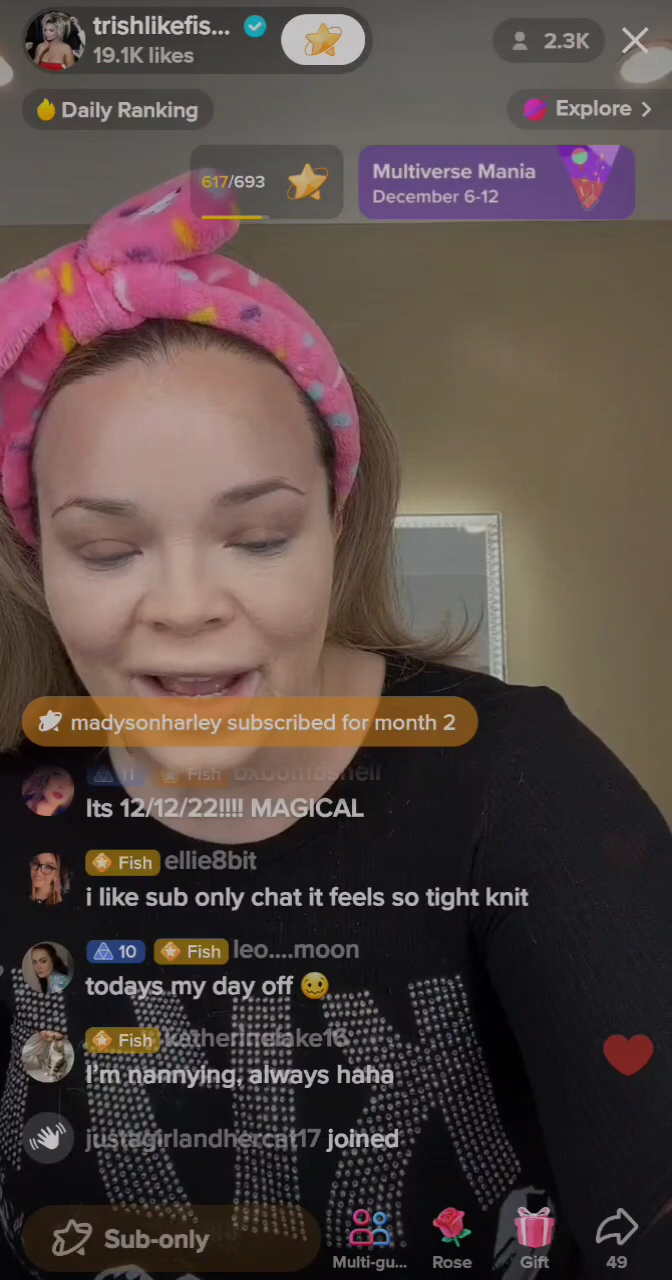 trishlikefis...
19.1K likes
2.3K
Daily Ranking
Explore >
617/693
Multiverse Mania
December 6-12
madysonharley subscribed for month 2
11 Fish bxbombshell
Its 12/12/22!!!! MAGICAL
Fish ellie8bit
i like sub only chat it feels so tight knit
10 Fish leo....moon
todays my day off 🥴
Fish katherinelake16
I'm nannying, always haha
justagirlandhercat17 joined
Sub-only
Multi-gu...
Rose
Gift
49